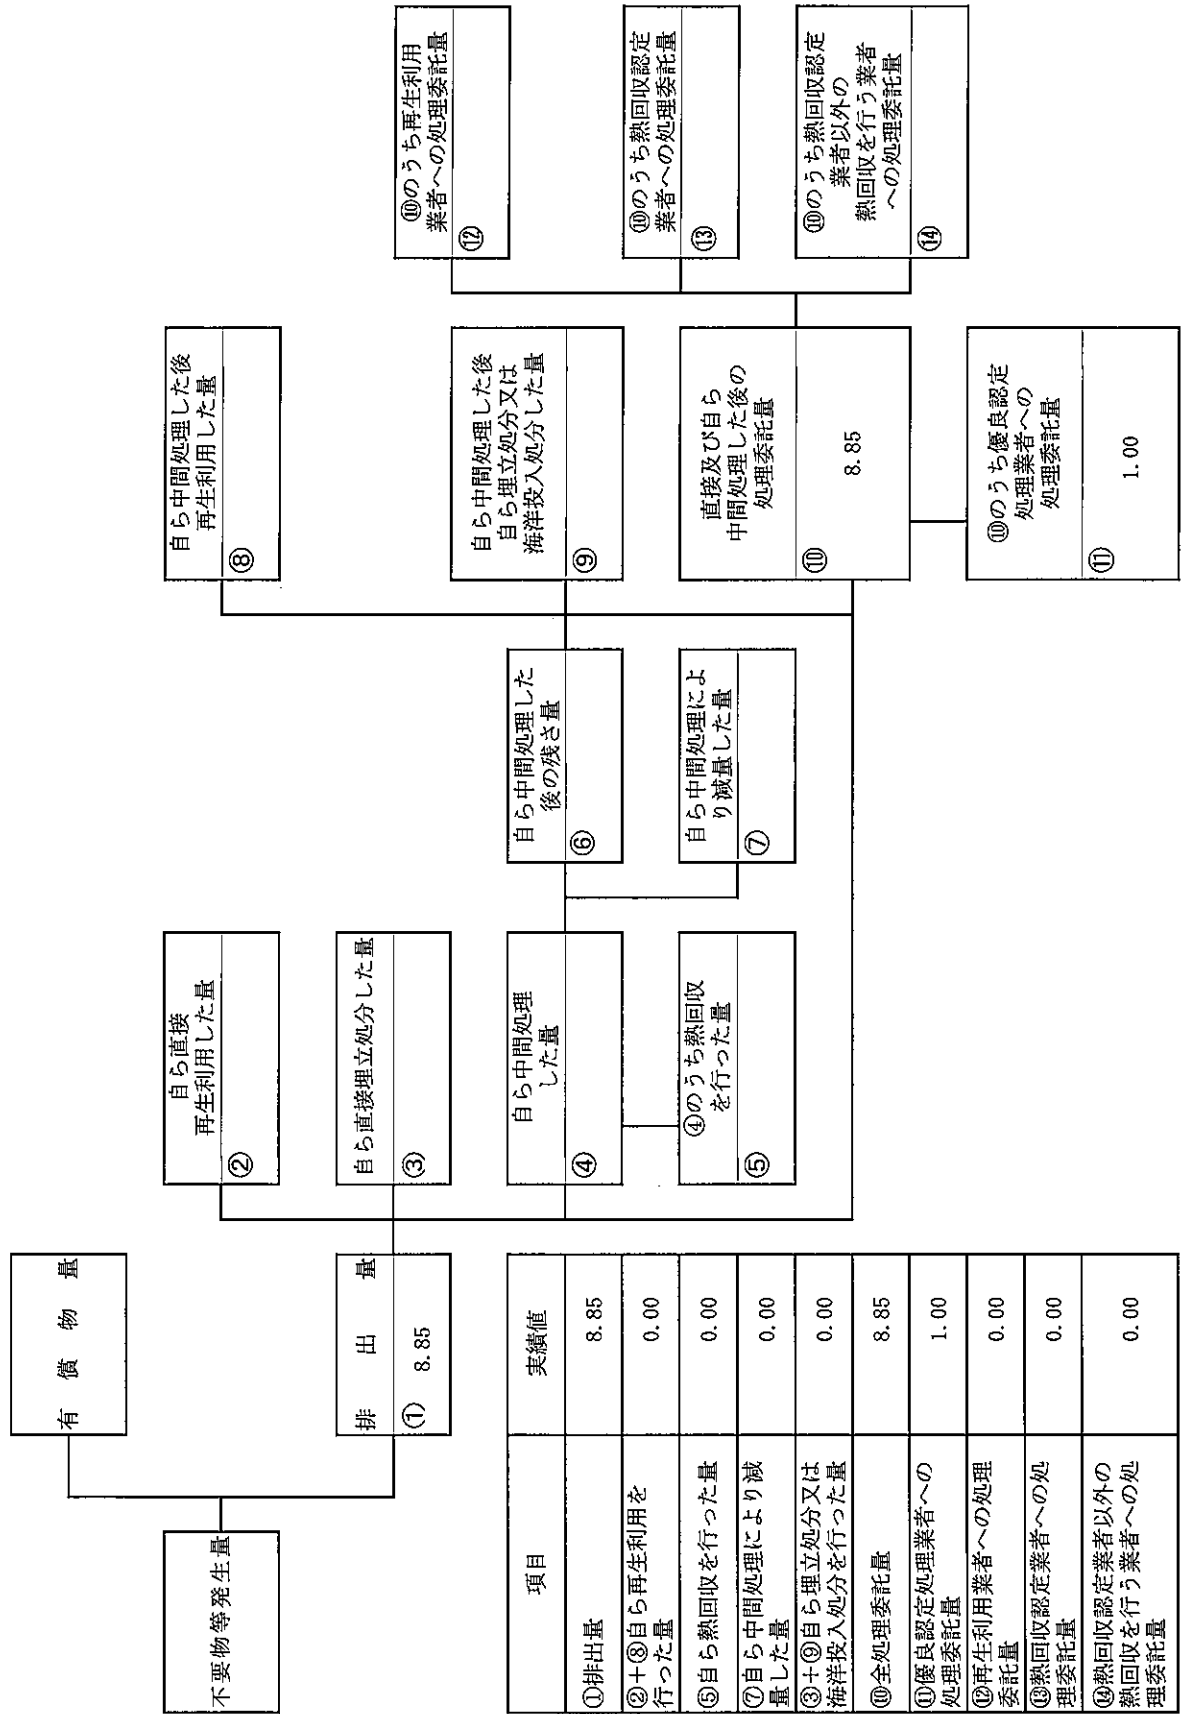 有償物量
不要物等発生量
排出量
① 8.85
自ら直接
再生利用した量
②
自ら直接埋立処分した量
③
自ら中間処理
した量
④
④のうち熱回収
を行った量
⑤
自ら中間処理した
後の残さ量
⑥
自ら中間処理によ
り減量した量
⑦
自ら中間処理した後
再生利用した量
⑧
自ら中間処理した後
自ら埋立処分又は
海洋投入処分した量
⑨
直接及び自ら
中間処理した後の
処理委託量
⑩ 8.85
⑩のうち優良認定
処理業者への
処理委託量
⑪ 1.00
⑩のうち再生利用
業者への処理委託量
⑫
⑩のうち熱回収認定
業者への処理委託量
⑬
⑩のうち熱回収認定
業者以外の
熱回収を行う業者
への処理委託量
⑭
項目 実績値
①排出量 8.85
②+⑧自ら再生利用を
行った量 0.00
⑤自ら熱回収を行った量 0.00
⑦自ら中間処理により減
量した量 0.00
③+⑨自ら埋立処分又は
海洋投入処分を行った量 0.00
⑩全処理委託量 8.85
⑪優良認定処理業者への
処理委託量 1.00
⑫再生利用業者への処理
委託量 0.00
⑬熱回収認定業者への処
理委託量 0.00
⑭熱回収認定業者以外の
熱回収を行う業者への処
理委託量 0.00